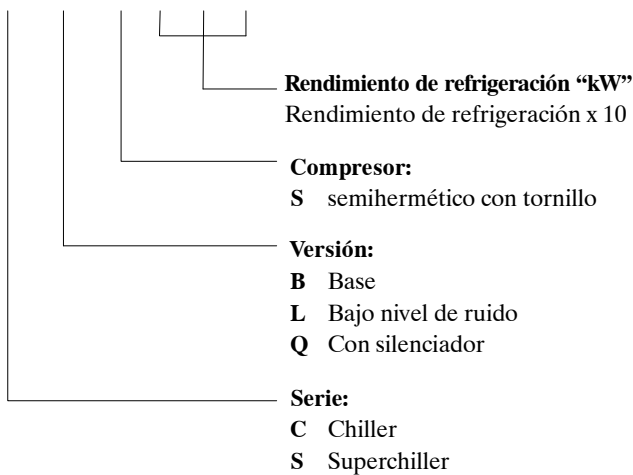 Rendimiento de refrigeración “kW”
Rendimiento de refrigeración x 10
Compresor:
S semihermético con tornillo
Versión:
B Base
L Bajo nivel de ruido
Q Con silenciador
Serie:
C Chiller
S Superchiller